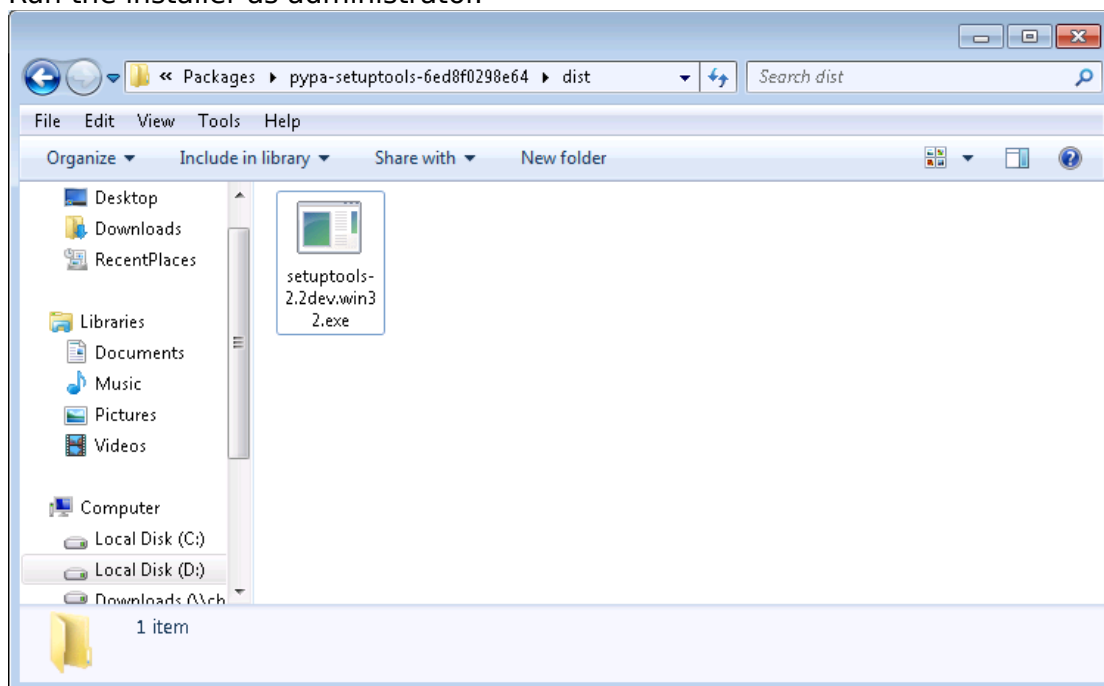 Run the installer as administrator.
« Packages ▸ pypa-setuptools-6ed8f0298e64 ▸ dist
Search dist
File Edit View Tools Help
Organize Include in library Share with New folder
Desktop
Downloads
RecentPlaces
Libraries
Documents
Music
Pictures
Videos
Computer
Local Disk (C:)
Local Disk (D:)
Downloads (\\ch
setuptools-
2.2dev.win3
2.exe
1 item